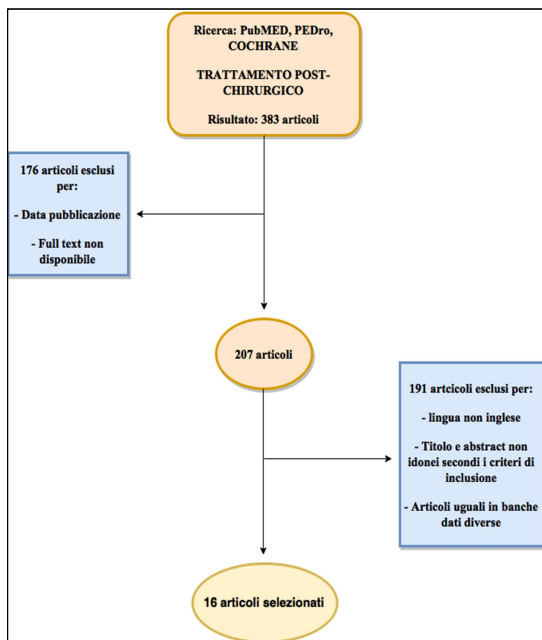 Ricerca: PubMED, PEDro,
COCHRANE
TRATTAMENTO POST-
CHIRURGICO
Risultato: 383 articoli
176 articoli esclusi
per:
- Data pubblicazione
- Full text non
disponibile
207 articoli
191 artcicoli esclusi per:
- lingua non inglese
- Titolo e abstract non
idonei secondi i criteri di
inclusione
- Articoli uguali in banche
dati diverse
16 articoli selezionati